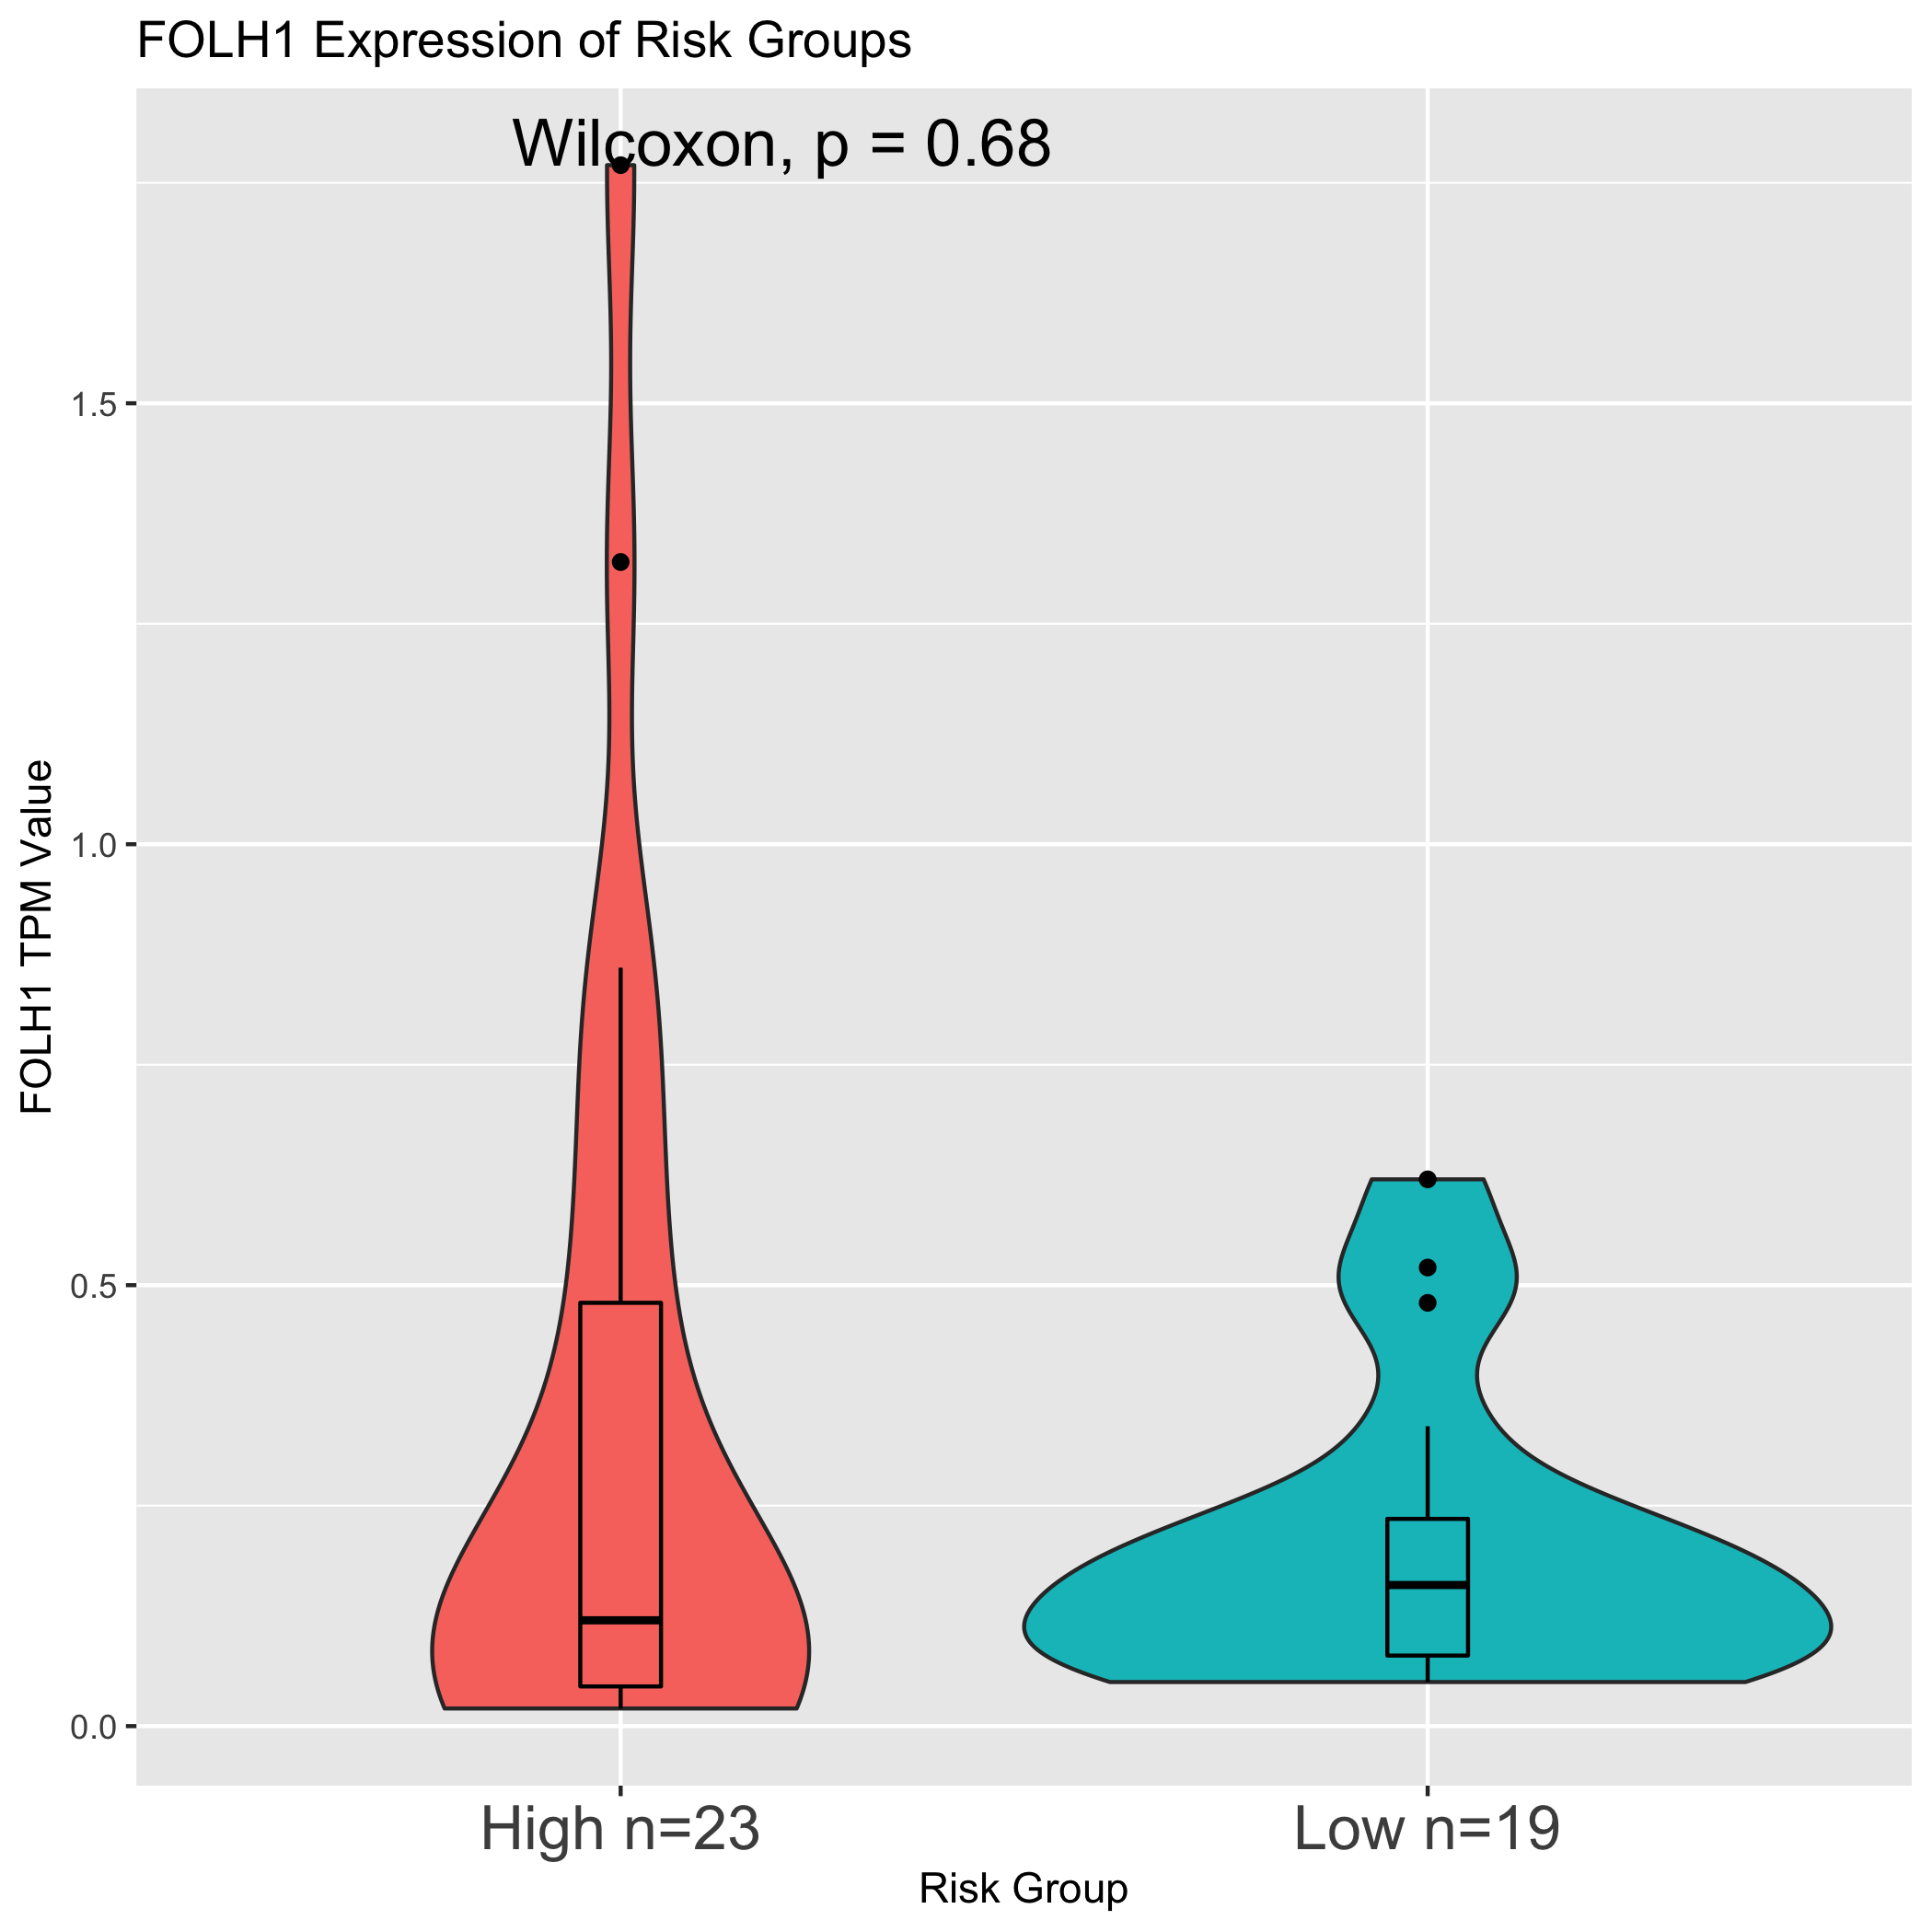 FOLH1 Expression of Risk Groups
Wilcoxon, p = 0.68
FOLH1 TPM Value
1.5
1.0
0.5
0.0
High n=23
Low n=19
Risk Group